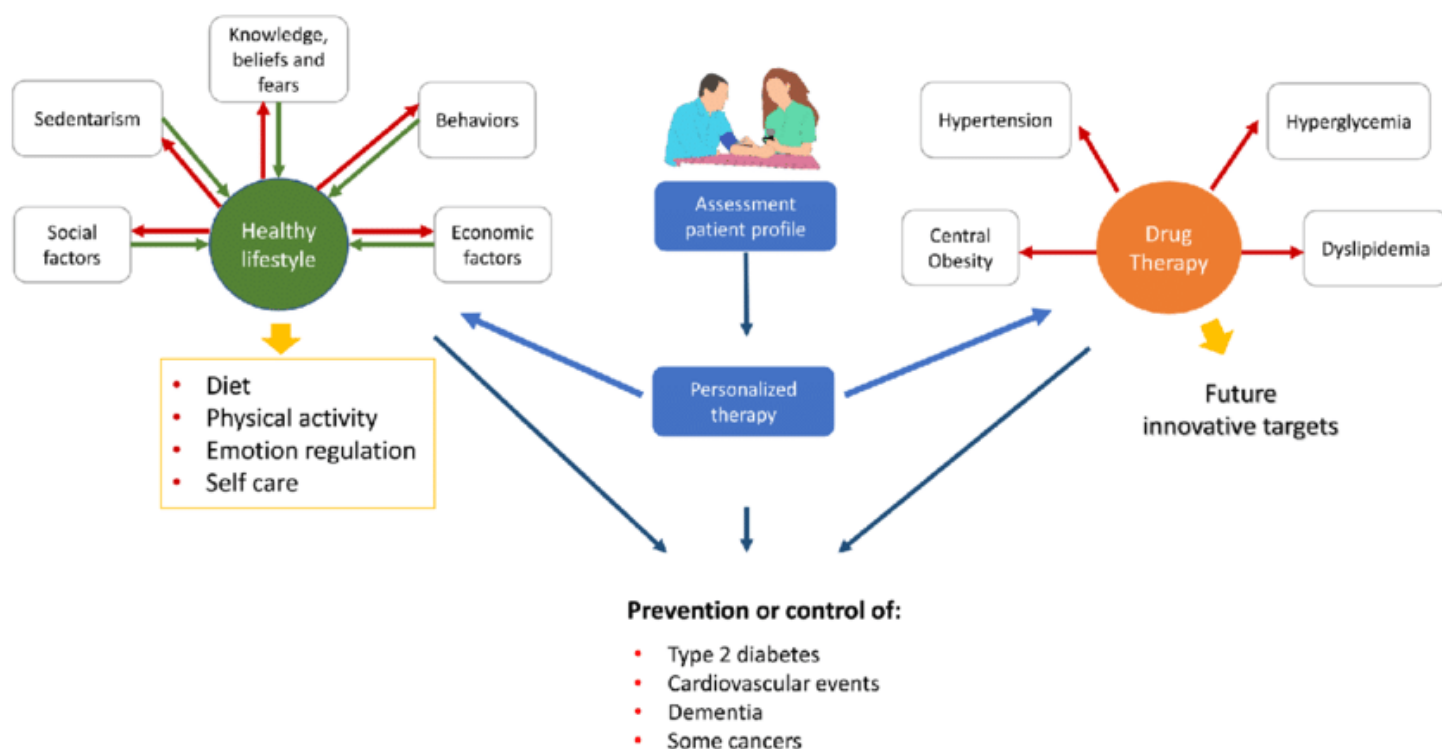 Knowledge,
beliefs and
fears
Sedentarism
Behaviors
Social
factors
Healthy
lifestyle
Economic
factors
Diet
Physical activity
Emotion regulation
Self care
Assessment
patient profile
Personalized
therapy
Hypertension
Hyperglycemia
Central
Obesity
Drug
Therapy
Dyslipidemia
Future
innovative targets
Prevention or control of:
Type 2 diabetes
Cardiovascular events
Dementia
Some cancers